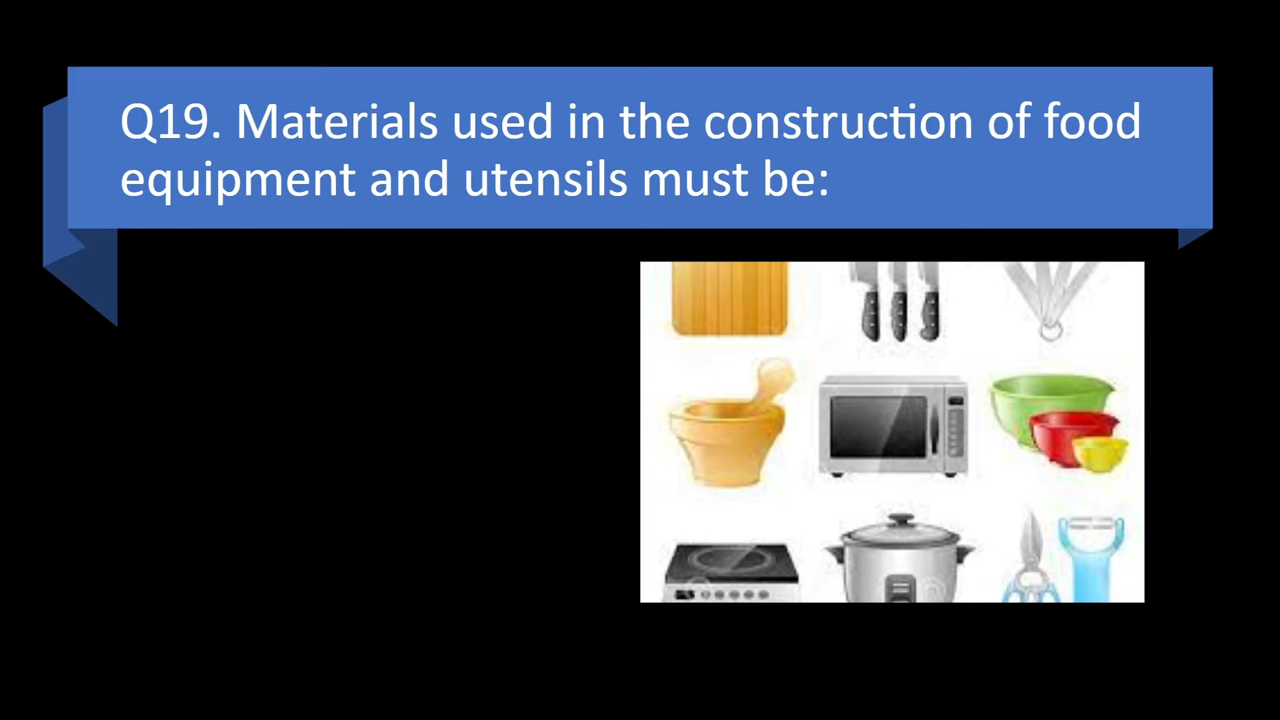 Q19. Materials used in the construction of food
equipment and utensils must be: